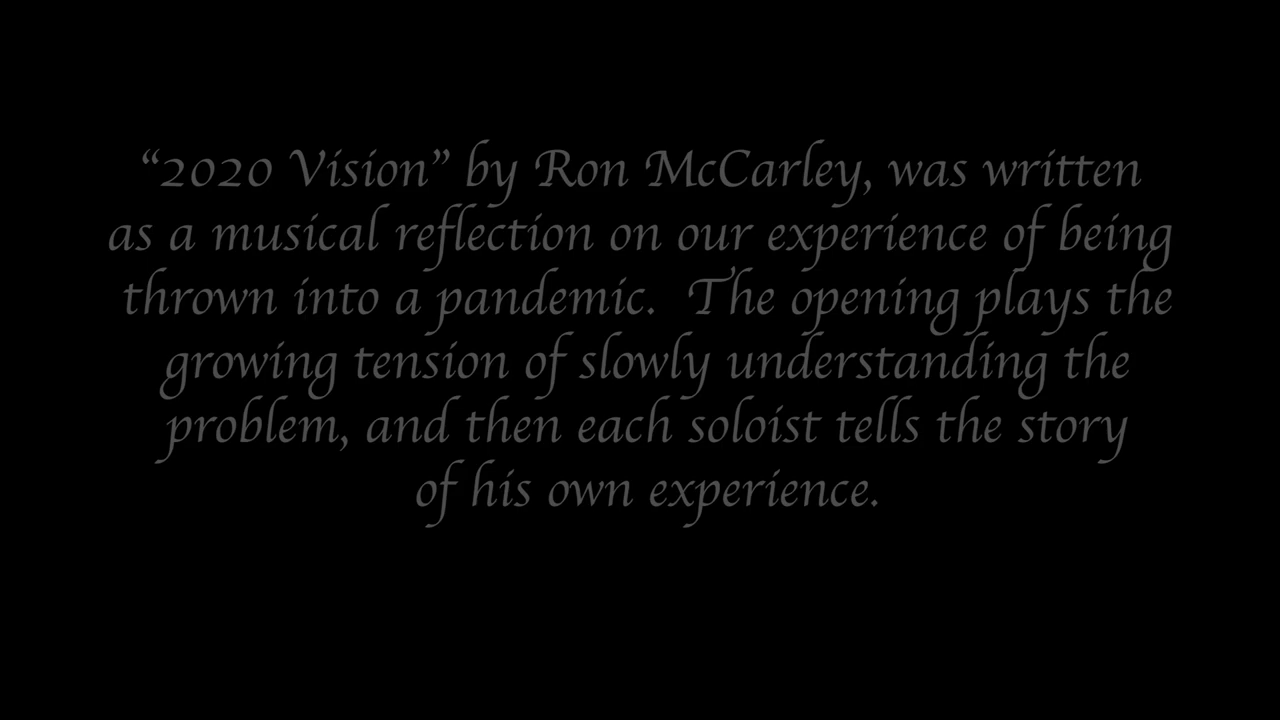 “2020 Vision” by Ron McCarley, was written
as a musical reflection on our experience of being
thrown into a pandemic.  The opening plays the
growing tension of slowly understanding the
problem, and then each soloist tells the story
of his own experience.